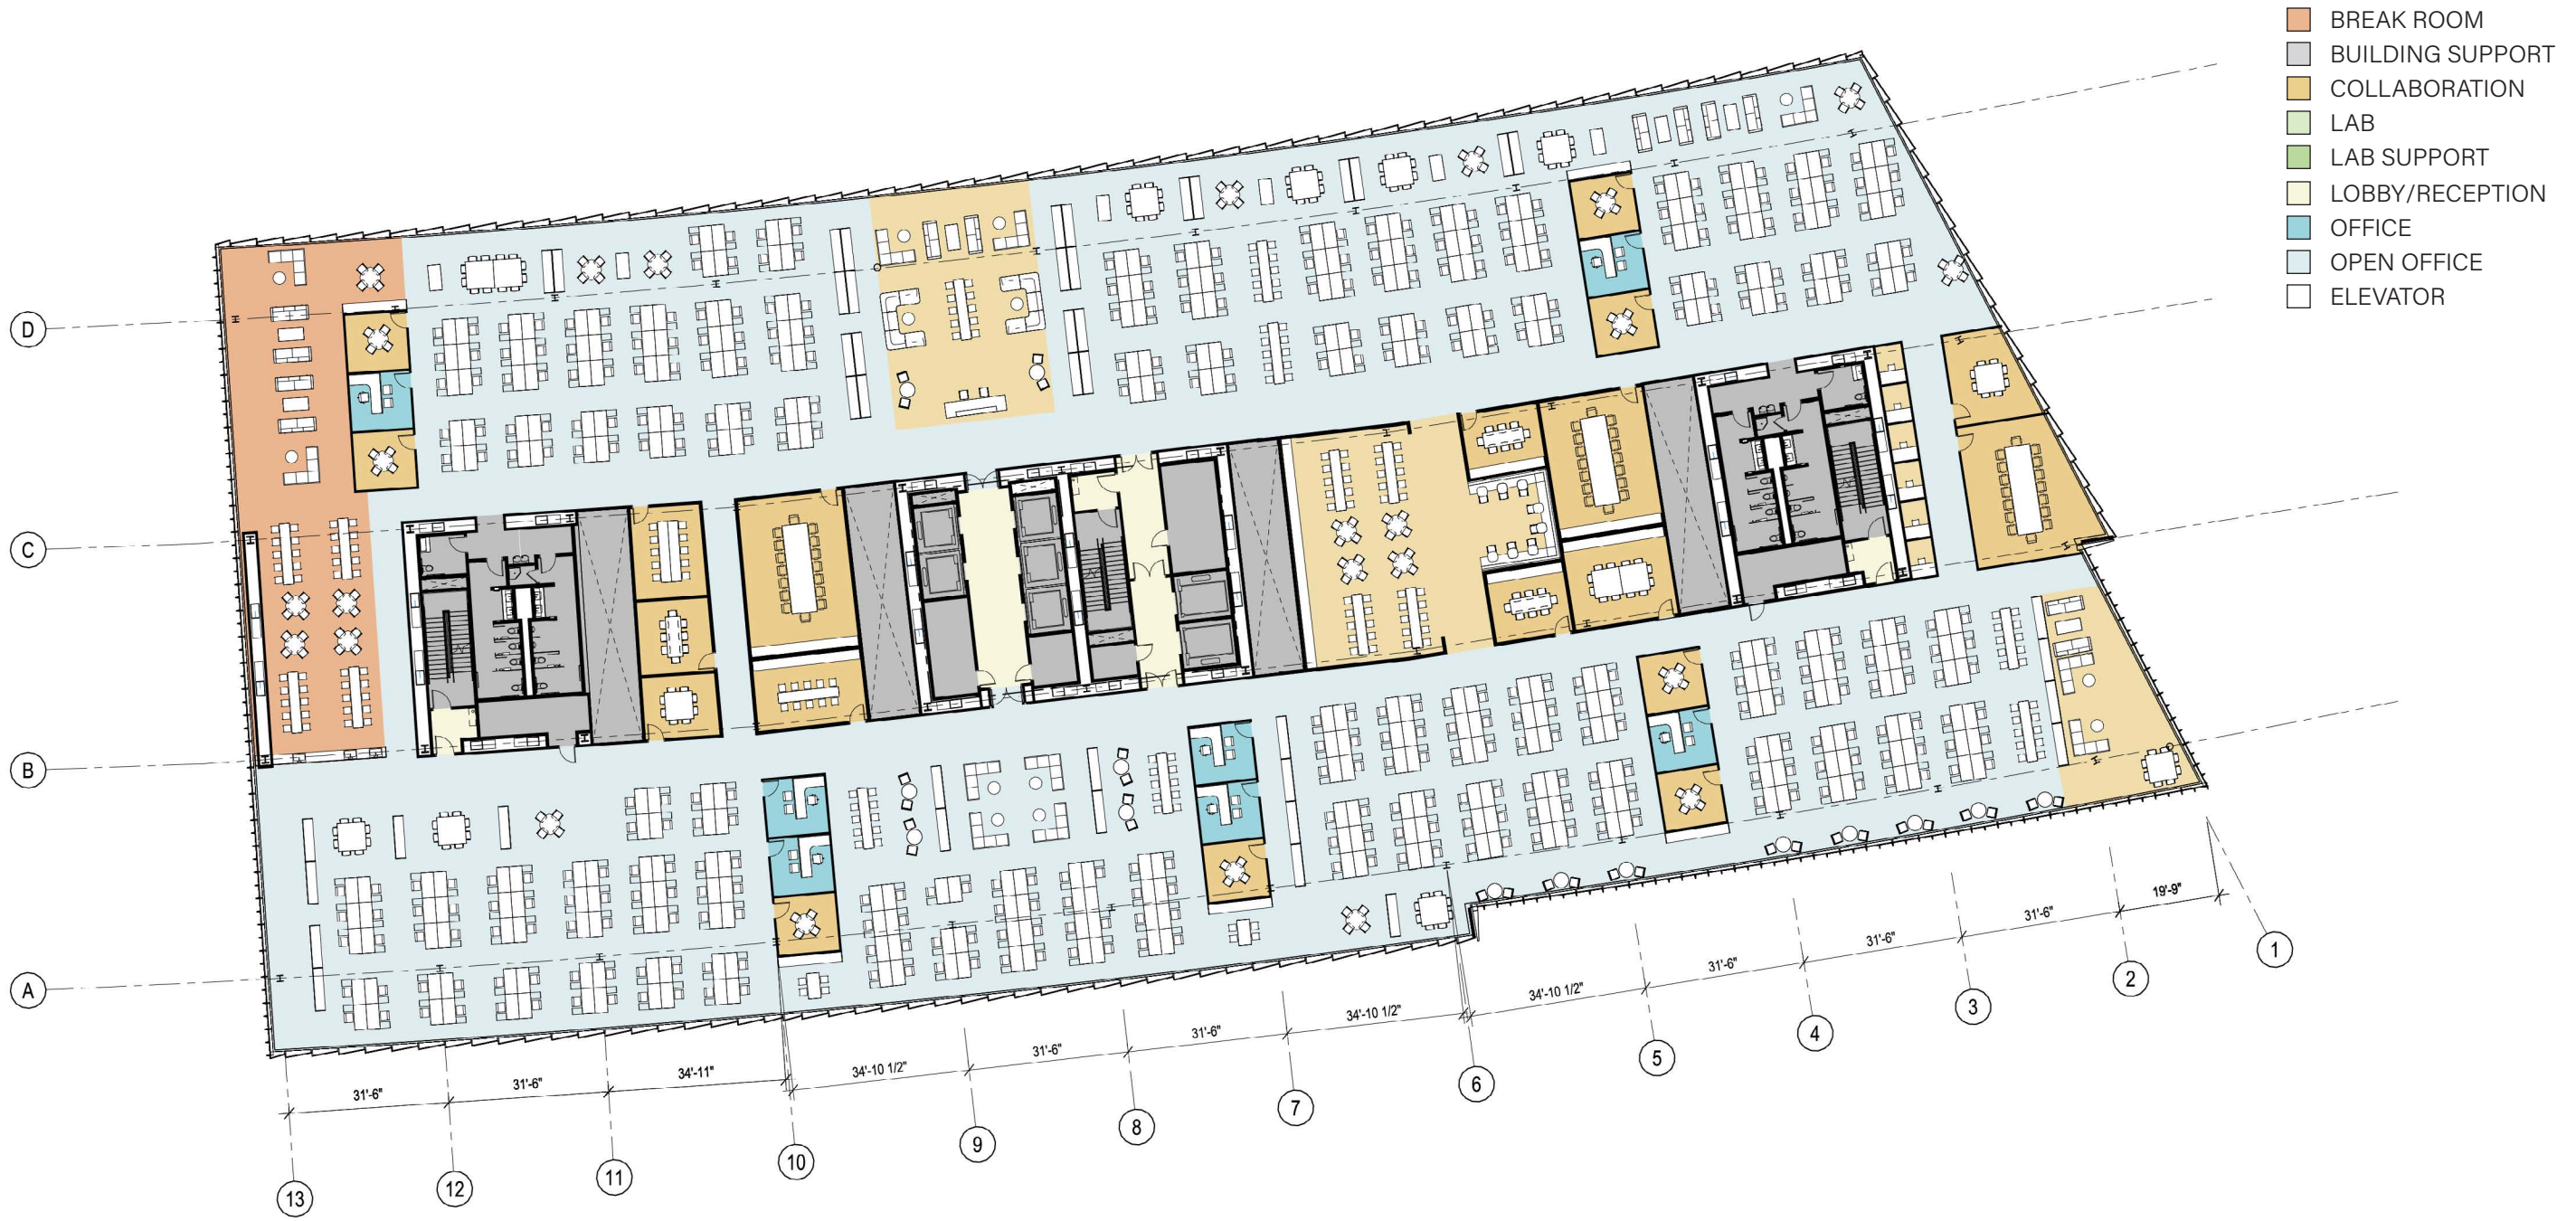 BREAK ROOM
BUILDING SUPPORT
COLLABORATION
LAB
LAB SUPPORT
LOBBY/RECEPTION
OFFICE
OPEN OFFICE
ELEVATOR
D
C
B
A
31'-6"
31'-6"
34'-11"
34'-10 1/2"
31'-6"
31'-6"
34'-10 1/2"
34'-10 1/2"
31'-6"
31'-6"
31'-6"
19'-9"
13
12
11
10
9
8
7
6
5
4
3
2
1